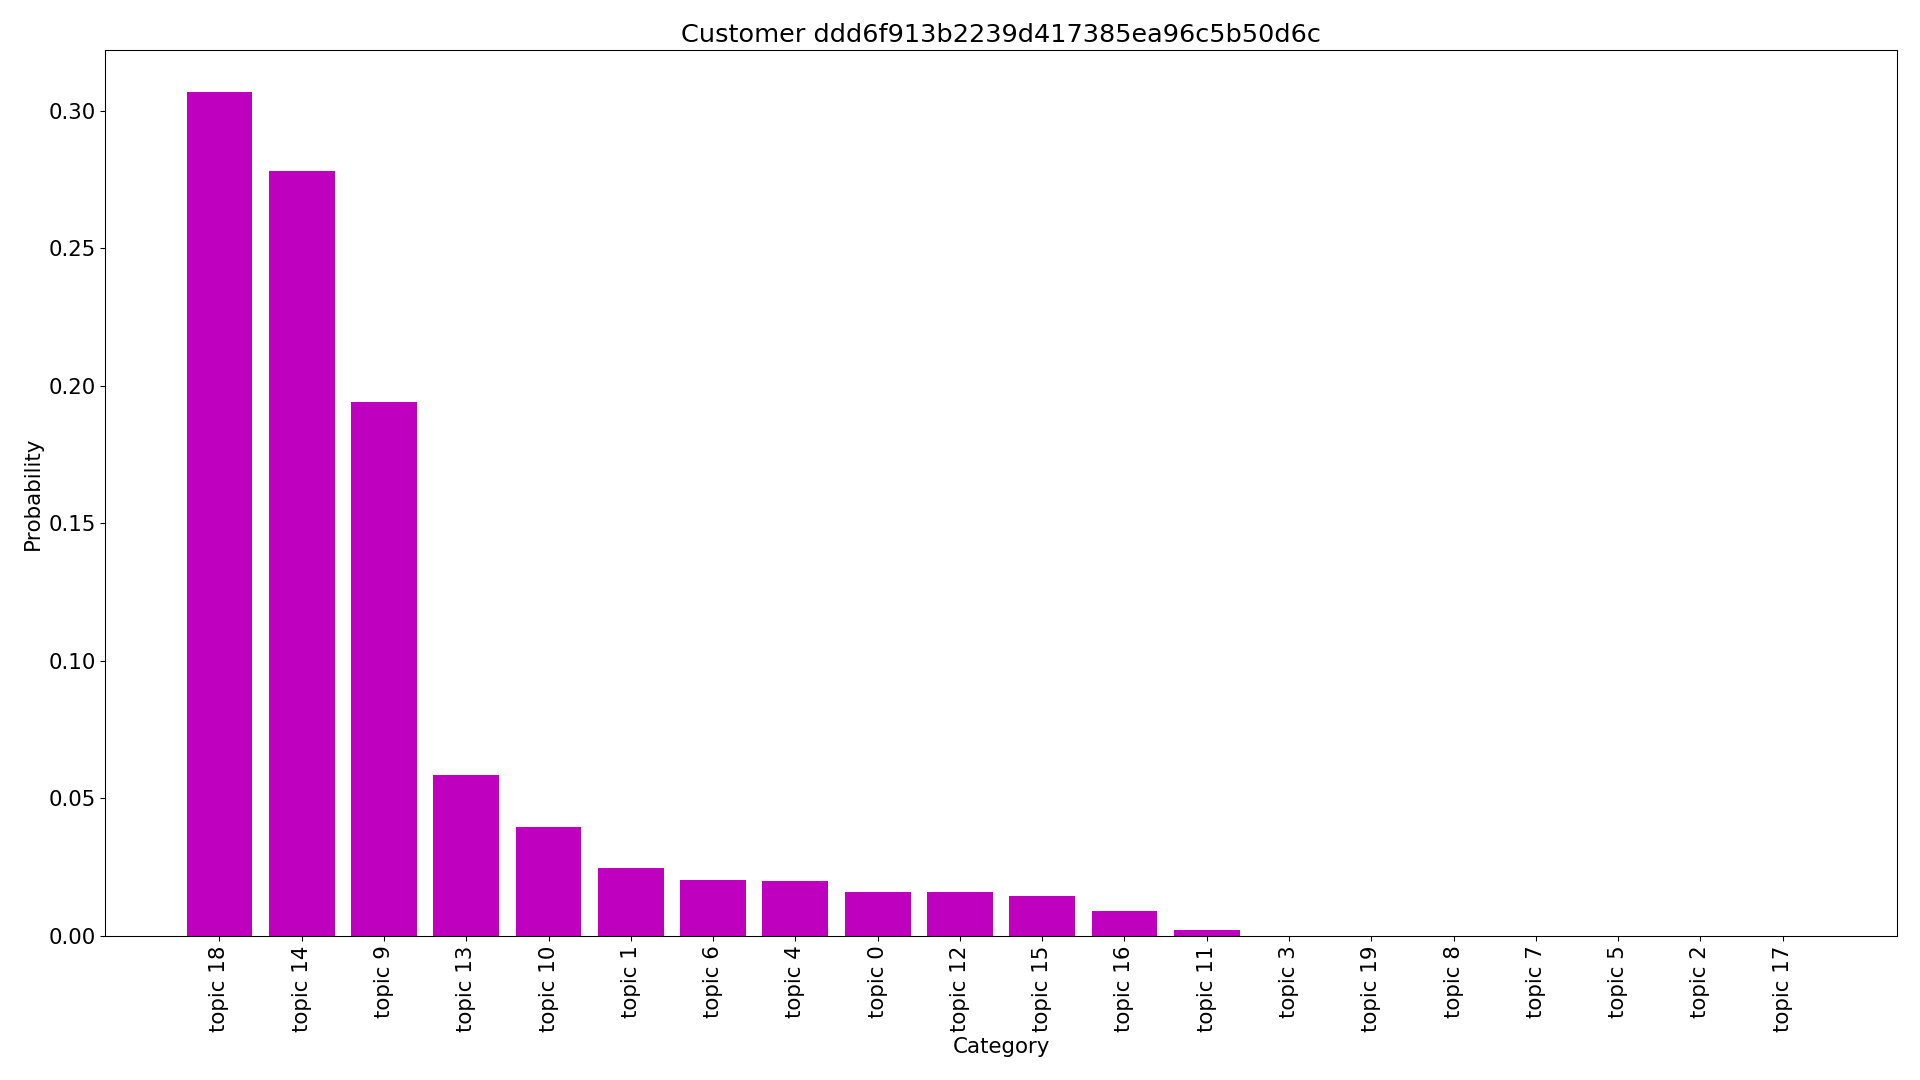 Customer ddd6f913b2239d417385ea96c5b50d6c
Probability
0.30
0.25
0.20
0.15
0.10
0.05
0.00
topic 18
topic 14
topic 9
topic 13
topic 10
topic 1
topic 6
topic 4
topic 0
topic 12
topic 15
topic 16
topic 11
topic 3
topic 19
topic 8
topic 7
topic 5
topic 2
topic 17
Category